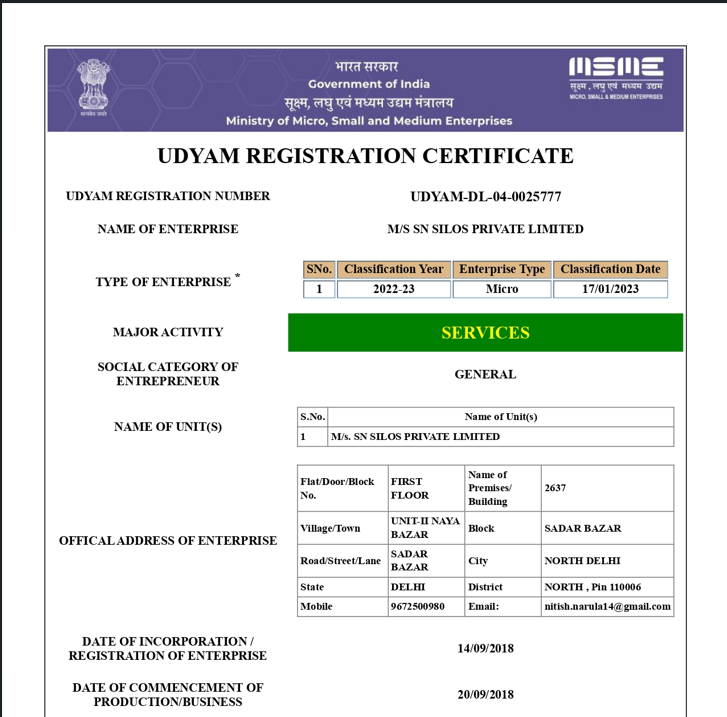 भारत सरकार
Government of India
सूक्ष्म, लघु एवं मध्यम उद्यम मंत्रालय
Ministry of Micro, Small and Medium Enterprises
सत्यमेव जयते
MSME
सूक्ष्म, लघु एवं मध्यम उद्यम
MICRO, SMALL & MEDIUM ENTERPRISES
UDYAM REGISTRATION CERTIFICATE
UDYAM REGISTRATION NUMBER UDYAM-DL-04-0025777
NAME OF ENTERPRISE M/S SN SILOS PRIVATE LIMITED
TYPE OF ENTERPRISE *
SNo. Classification Year Enterprise Type Classification Date
1 2022-23 Micro 17/01/2023
MAJOR ACTIVITY SERVICES
SOCIAL CATEGORY OF
ENTREPRENEUR
GENERAL
NAME OF UNIT(S)
S.No. Name of Unit(s)
1 M/s. SN SILOS PRIVATE LIMITED
OFFICAL ADDRESS OF ENTERPRISE
Flat/Door/Block
No.
FIRST
FLOOR
Name of
Premises/
Building
2637
Village/Town
UNIT-II NAYA
BAZAR
Block
SADAR BAZAR
Road/Street/Lane
SADAR
BAZAR
City
NORTH DELHI
State DELHI District NORTH , Pin 110006
Mobile 9672500980 Email: nitish.narula14@gmail.com
DATE OF INCORPORATION /
REGISTRATION OF ENTERPRISE
14/09/2018
DATE OF COMMENCEMENT OF
PRODUCTION/BUSINESS
20/09/2018